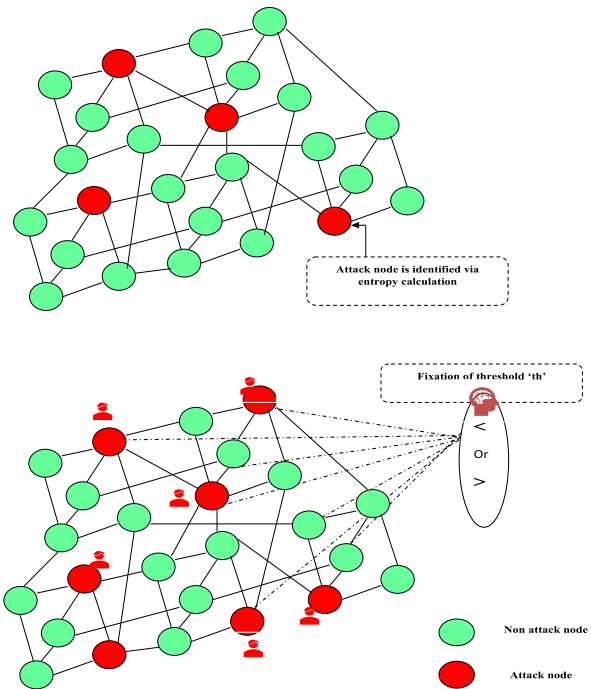 Attack node is identified via
entropy calculation
Fixation of threshold ‘th’
<
Or
>
Non attack node
Attack node